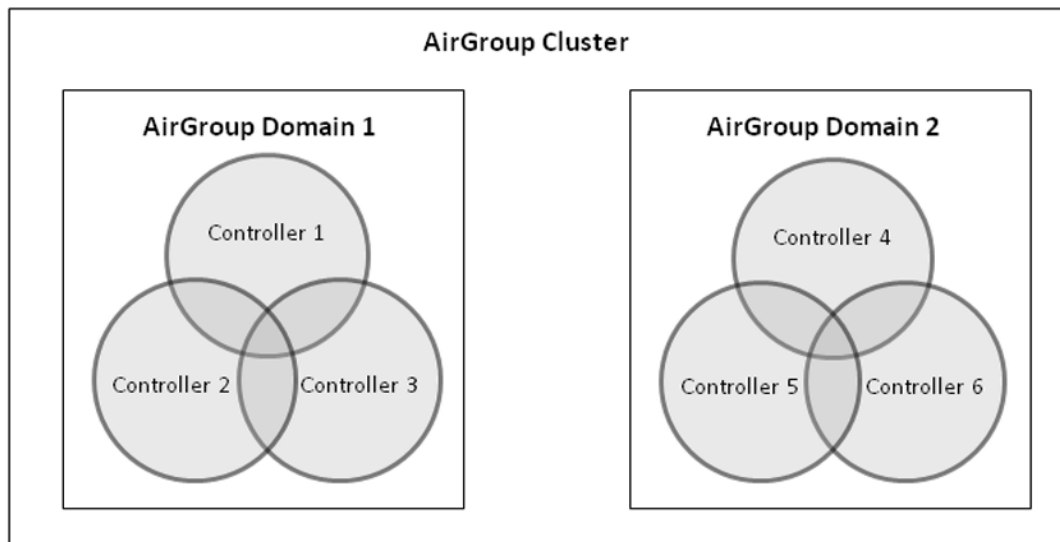 AirGroup Cluster
AirGroup Domain 1
Controller 1
Controller 2
Controller 3
AirGroup Domain 2
Controller 4
Controller 5
Controller 6